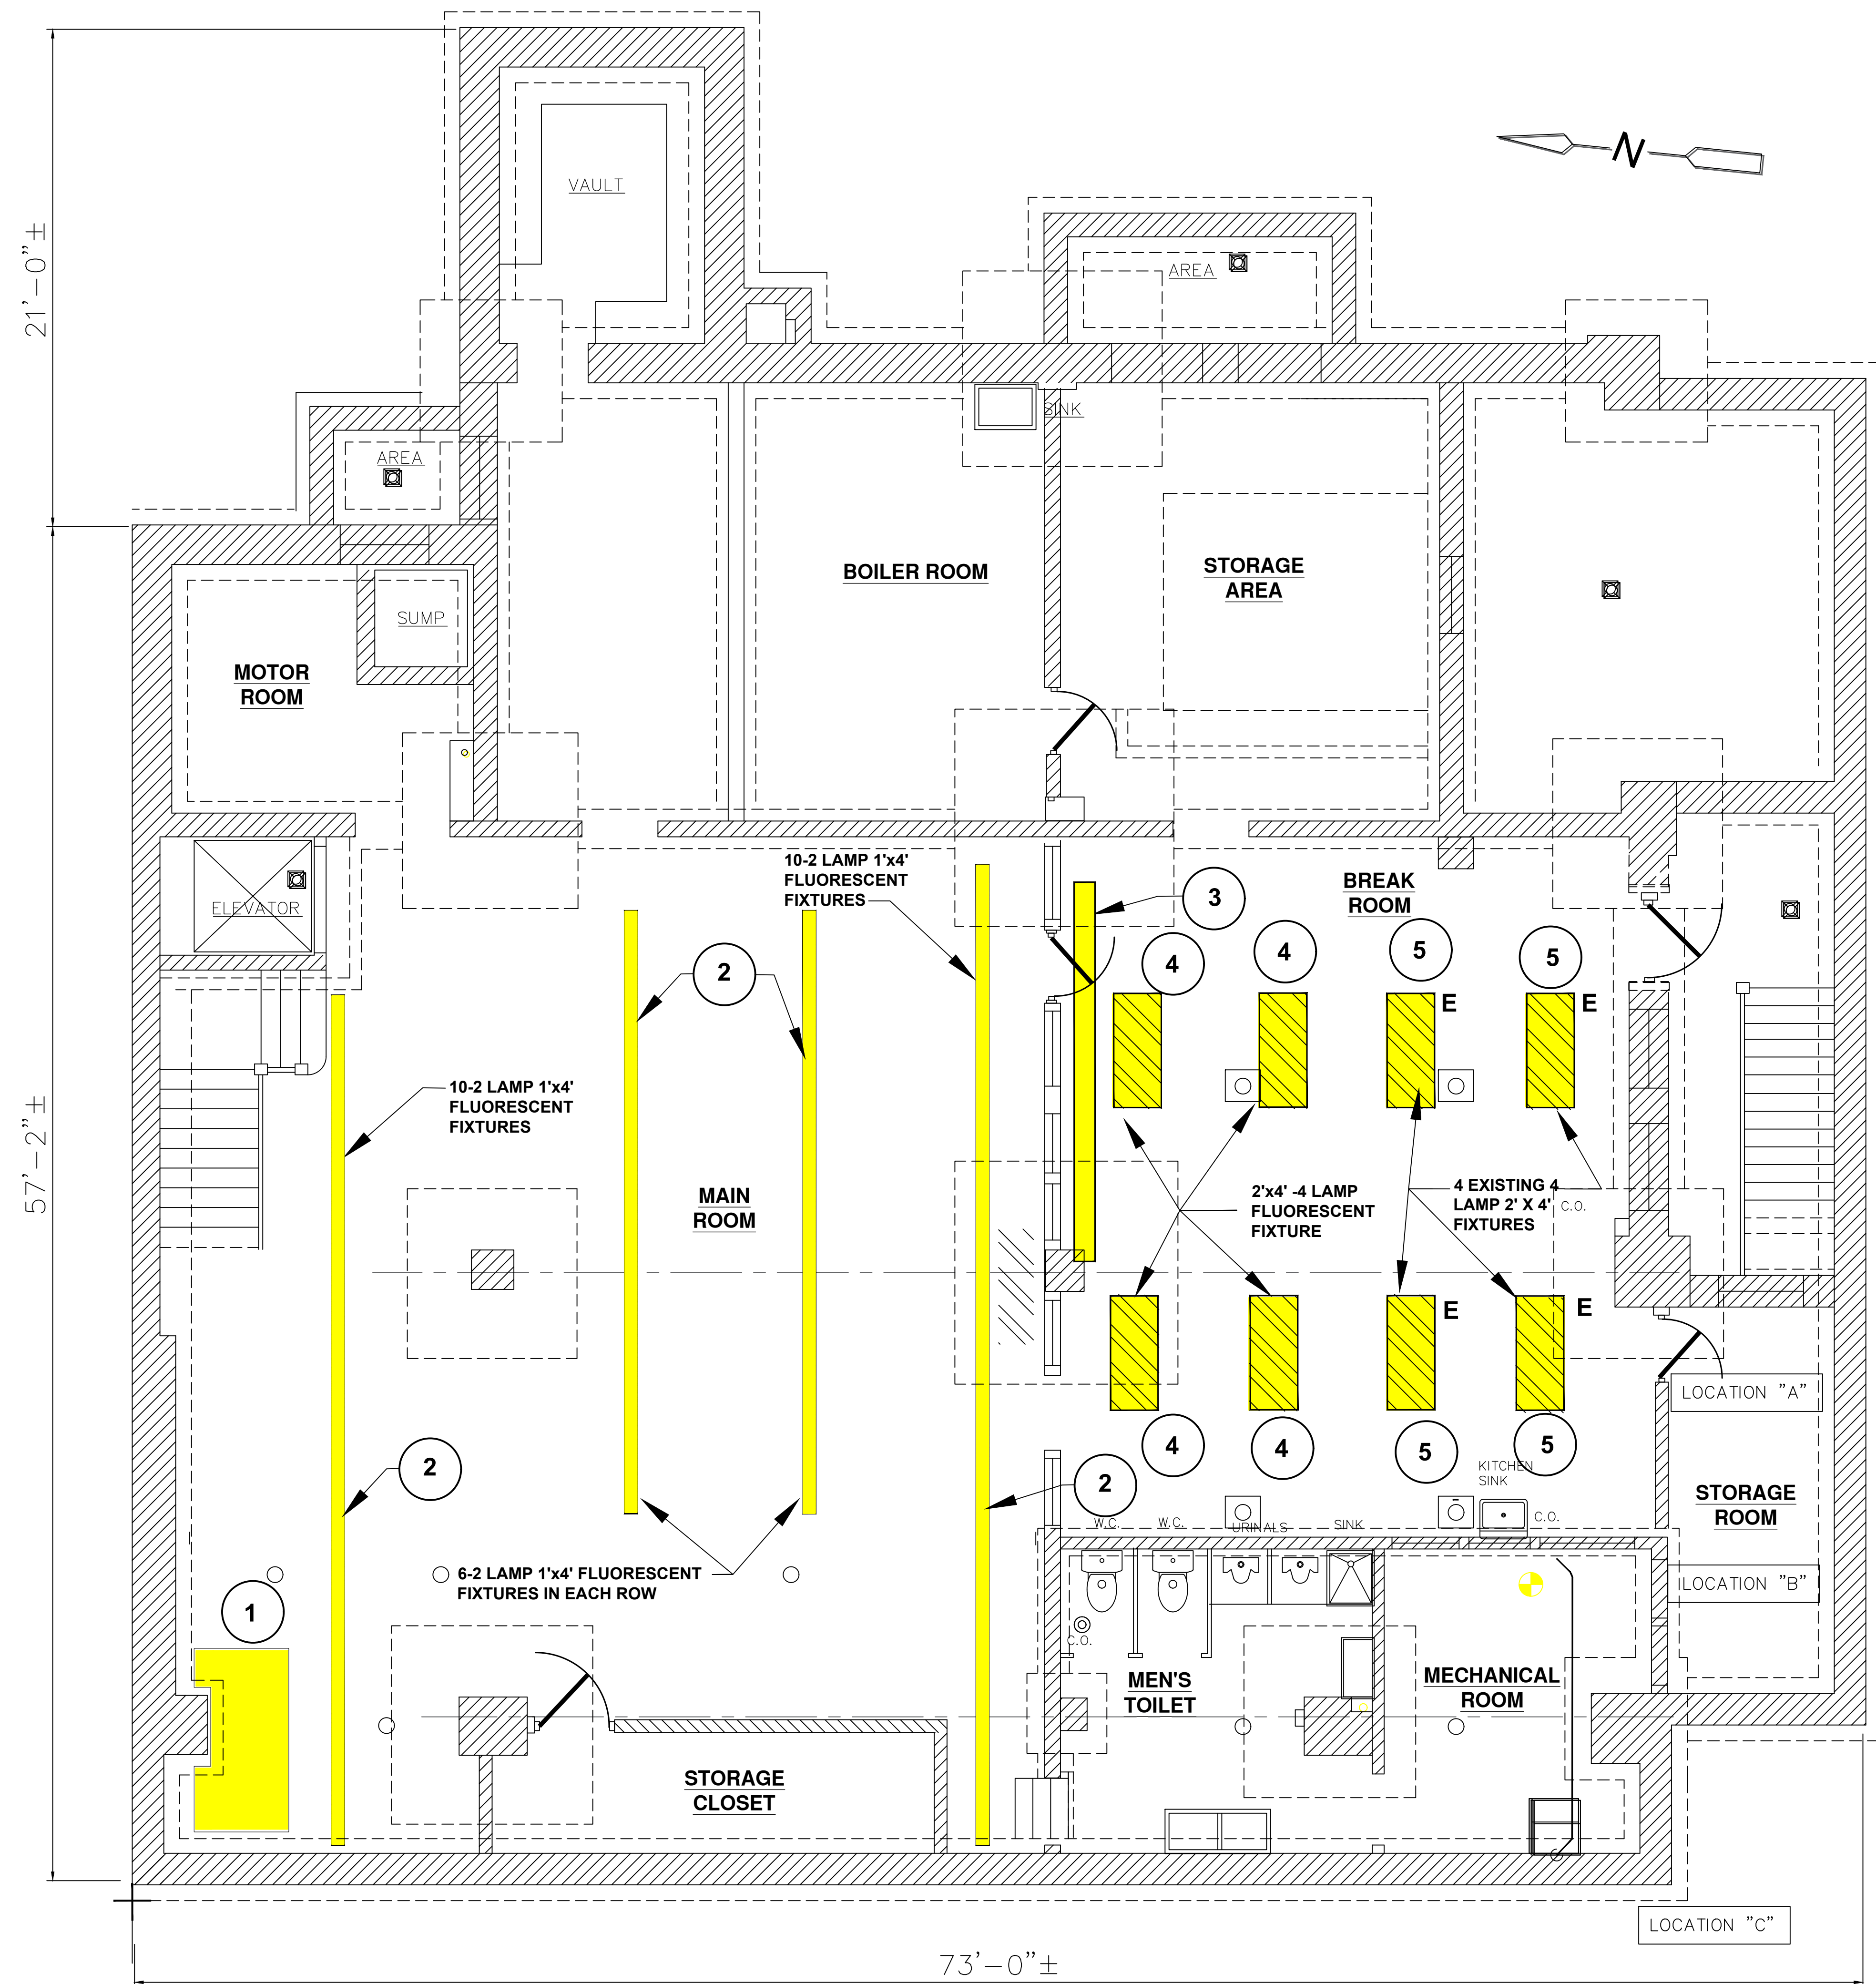 21'-0"±
VAULT
N
AREA
SINK
AREA
BOILER ROOM
STORAGE
AREA
SUMP
MOTOR
ROOM
57'-2"±
10-2 LAMP 1'x4'
FLUORESCENT
FIXTURES
BREAK
ROOM
3
ELEVATOR
2
4
4
5
5
E
E
10-2 LAMP 1'x4'
FLUORESCENT
FIXTURES
MAIN
ROOM
2'x4' -4 LAMP
FLUORESCENT
FIXTURE
4 EXISTING 4
LAMP 2' X 4'
FIXTURES
C.O.
E
E
LOCATION "A"
2
2
4
4
5
5
KITCHEN
SINK
STORAGE
ROOM
W.C.
W.C.
URINALS
SINK
C.O.
6-2 LAMP 1'x4' FLUORESCENT
FIXTURES IN EACH ROW
LOCATION "B"
1
C.O.
MEN'S
TOILET
MECHANICAL
ROOM
STORAGE
CLOSET
LOCATION "C"
73'-0"±